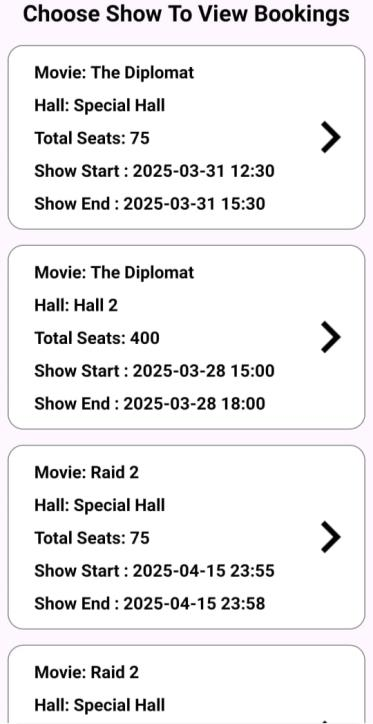 Choose Show To View Bookings
Movie: The Diplomat
Hall: Special Hall
Total Seats: 75
Show Start : 2025-03-31 12:30
Show End : 2025-03-31 15:30
Movie: The Diplomat
Hall: Hall 2
Total Seats: 400
Show Start : 2025-03-28 15:00
Show End : 2025-03-28 18:00
Movie: Raid 2
Hall: Special Hall
Total Seats: 75
Show Start : 2025-04-15 23:55
Show End : 2025-04-15 23:58
Movie: Raid 2
Hall: Special Hall